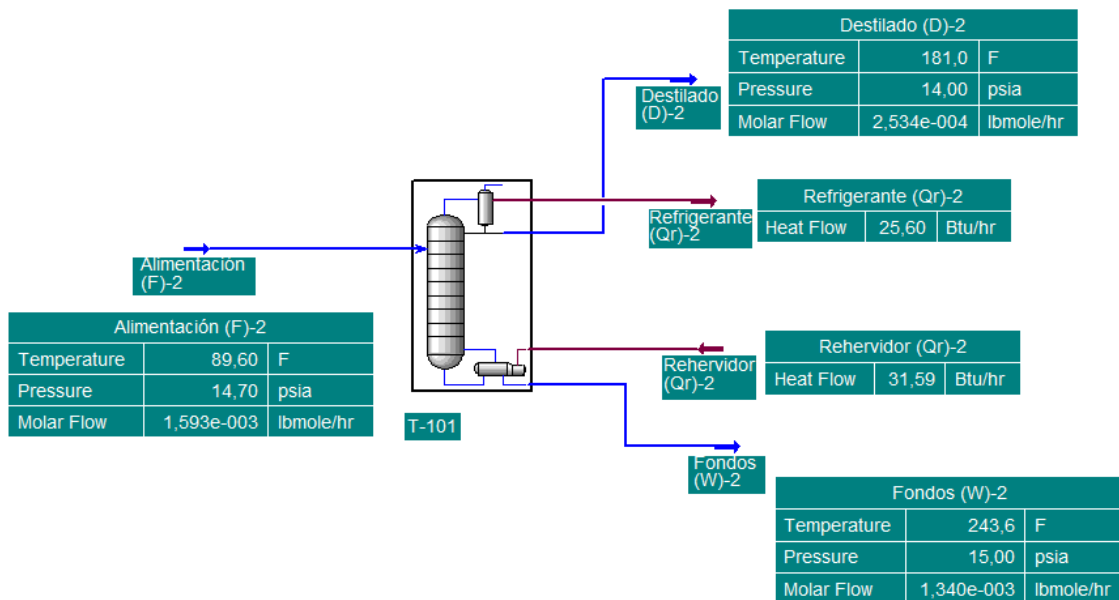 Destilado (D)-2
Temperature 181,0 F
Pressure 14,00 psia
Molar Flow 2,534e-004 lbmole/hr
Destilado
(D)-2
Refrigerante (Qr)-2
Heat Flow 25,60 Btu/hr
Refrigerante
(Qr)-2
Alimentación
(F)-2
Alimentación (F)-2
Temperature 89,60 F
Pressure 14,70 psia
Molar Flow 1,593e-003 lbmole/hr
T-101
Rehervidor (Qr)-2
Heat Flow 31,59 Btu/hr
Rehervidor
(Qr)-2
Fondos
(W)-2
Fondos (W)-2
Temperature 243,6 F
Pressure 15,00 psia
Molar Flow 1,340e-003 lbmole/hr